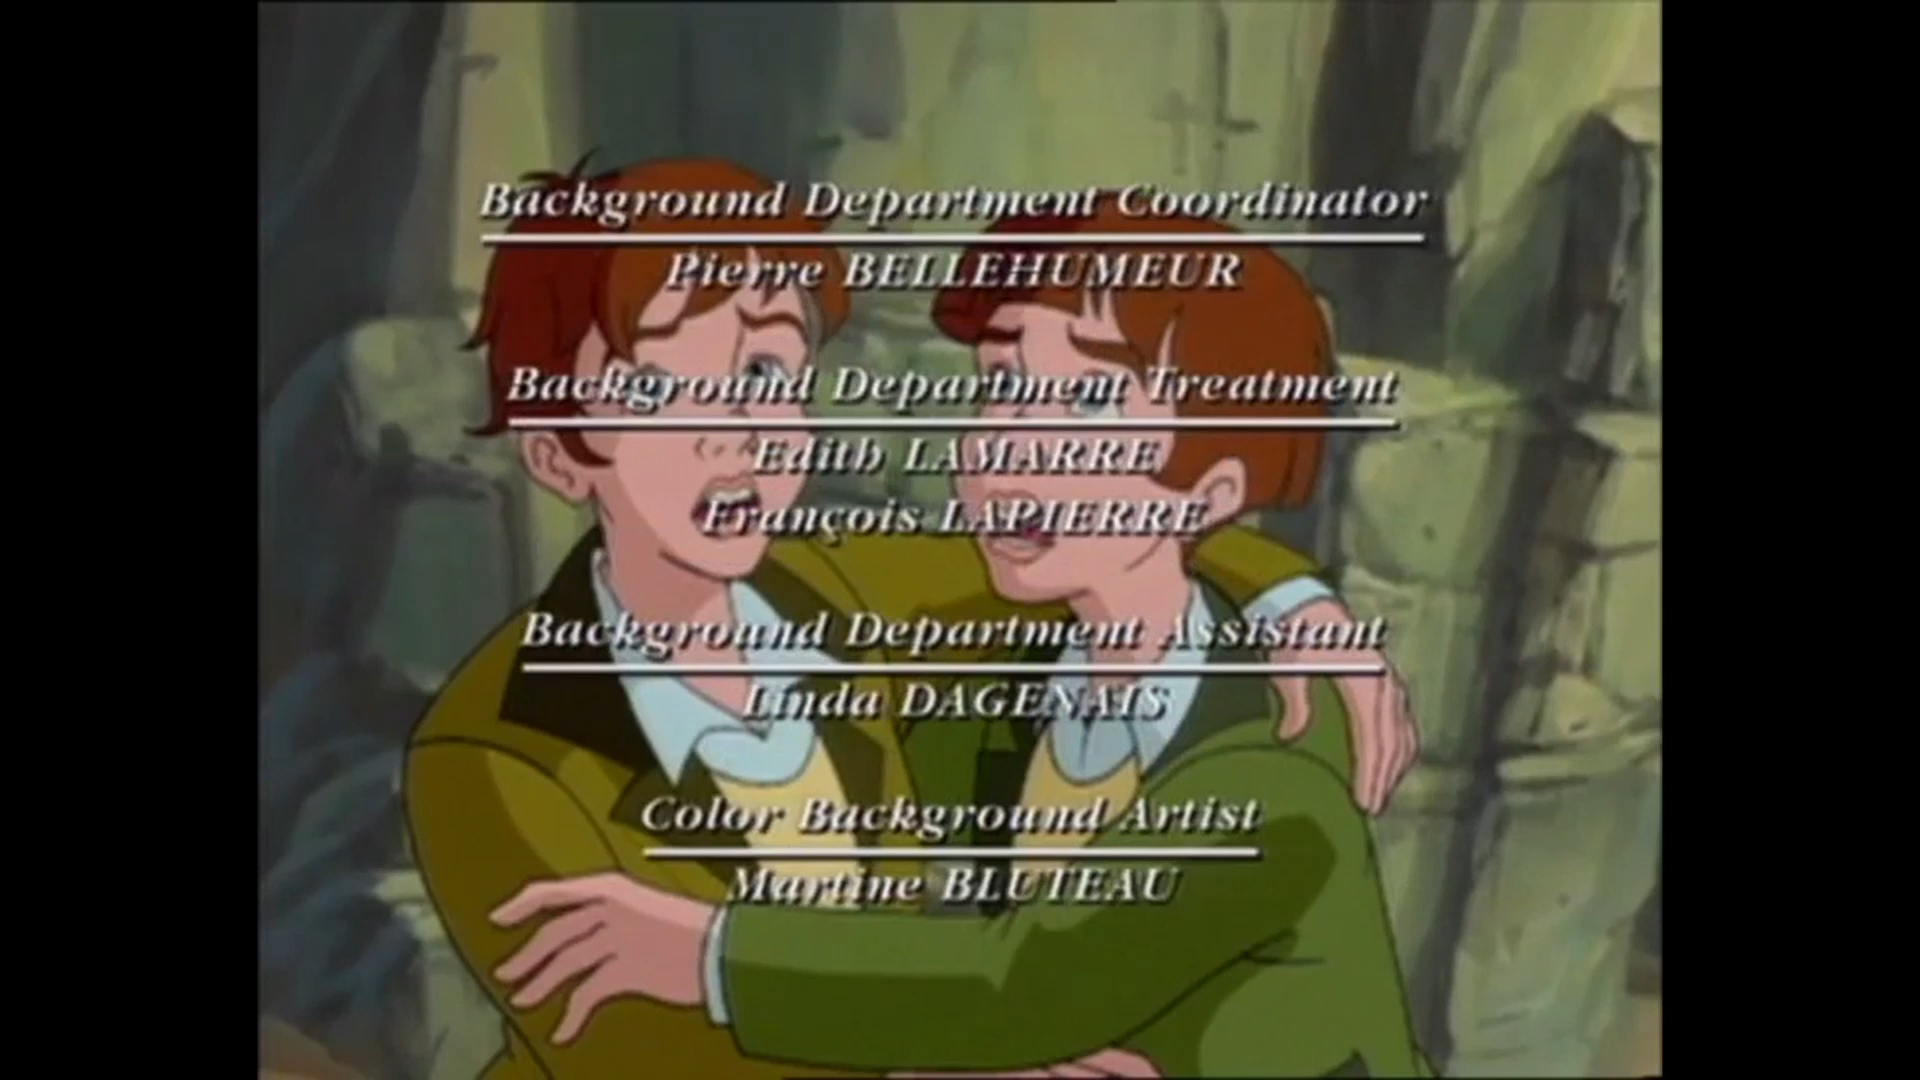 Background Department Coordinator
Pierre BELLEHUMEUR
Background Department Treatment
Edith LAMARRE
François LAPIERRE
Background Department Assistant
Linda DAGENAIS
Color Background Artist
Martine BLUTEAU